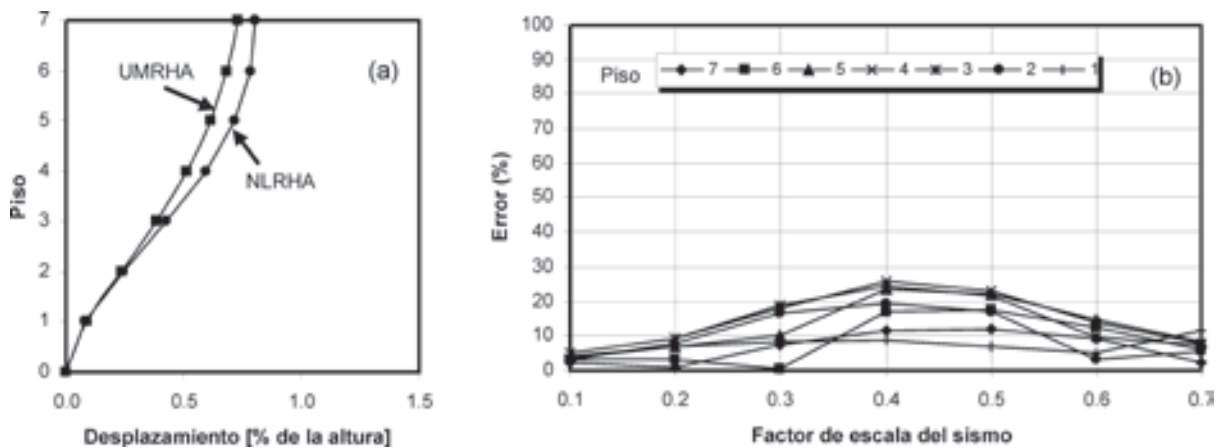 7
6
5
4
3
2
1
0
Piso
(a)
UMRHA
NLRHA
0.0 0.5 1.0 1.5
Desplazamiento [% de la altura]
100
90
80
70
60
50
40
30
20
10
0
Error (%)
Piso 7 6 5 4 3 2 1
(b)
0.1 0.2 0.3 0.4 0.5 0.6 0.7
Factor de escala del sismo